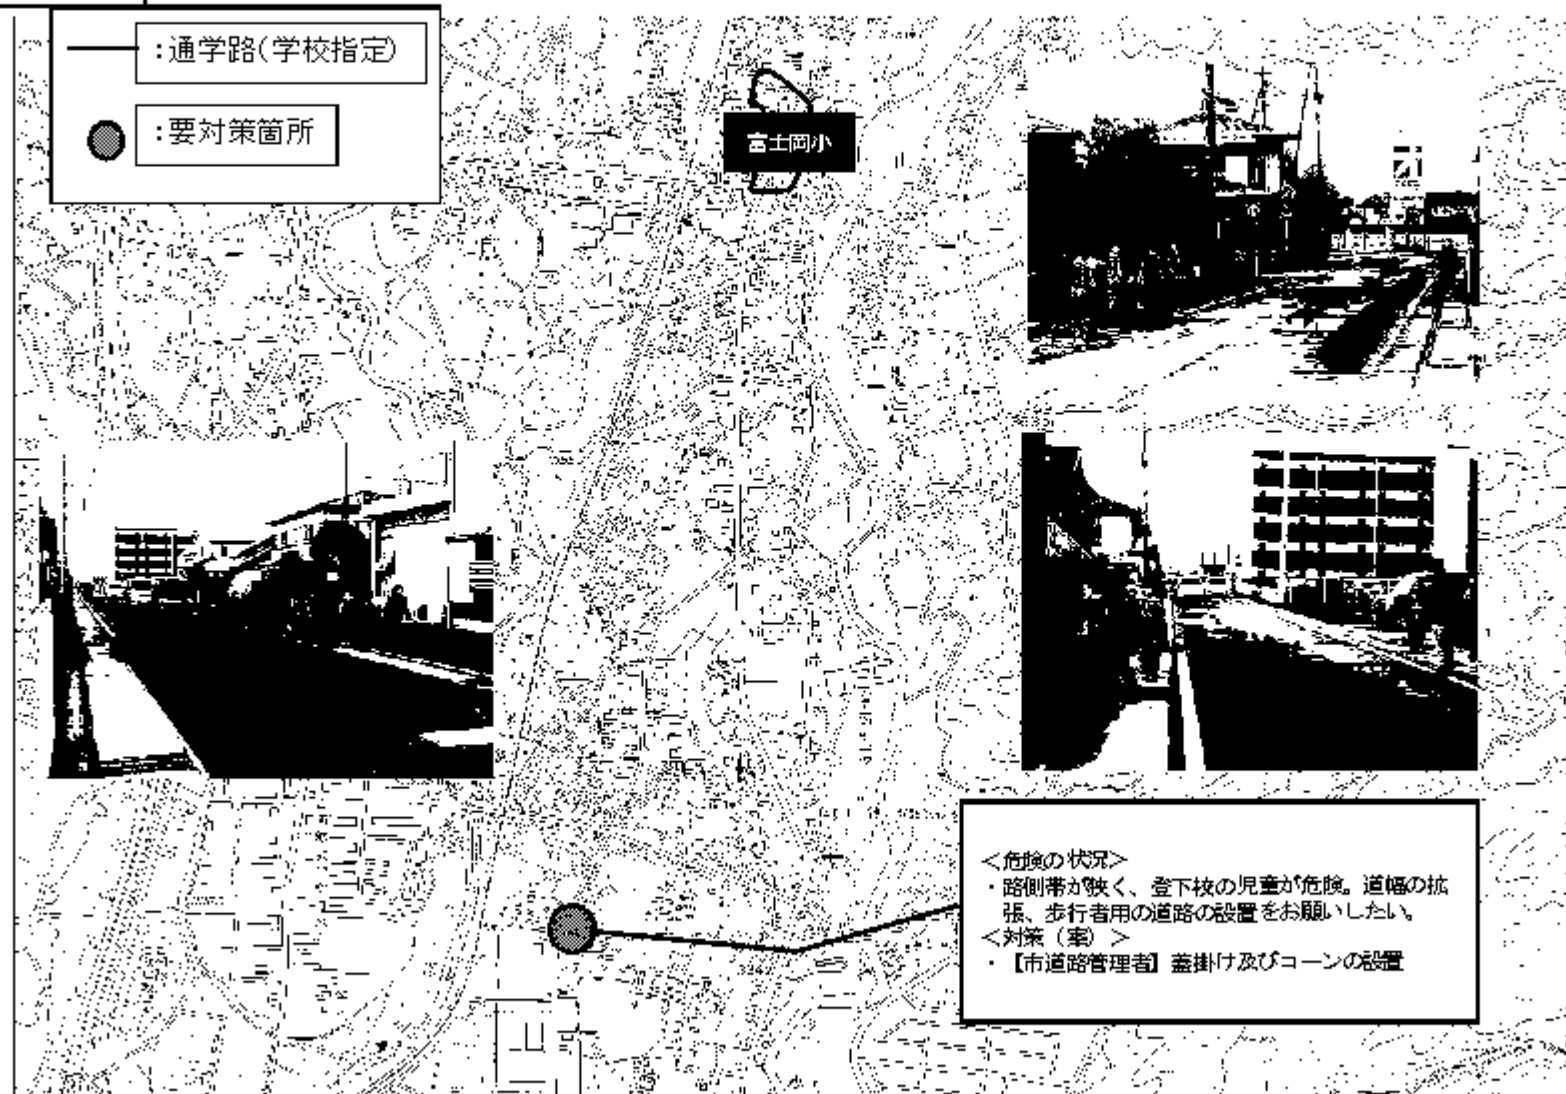 :通学路(学校指定)
:要対策箇所
富士岡小
＜危険の状況＞
・路側帯が狭く、登下校の児童が危険。道幅の拡
張、歩行者用の道路の設置をお願いしたい。
＜対策（案）＞
・【市道路管理者】蓋掛け及びコーンの設置